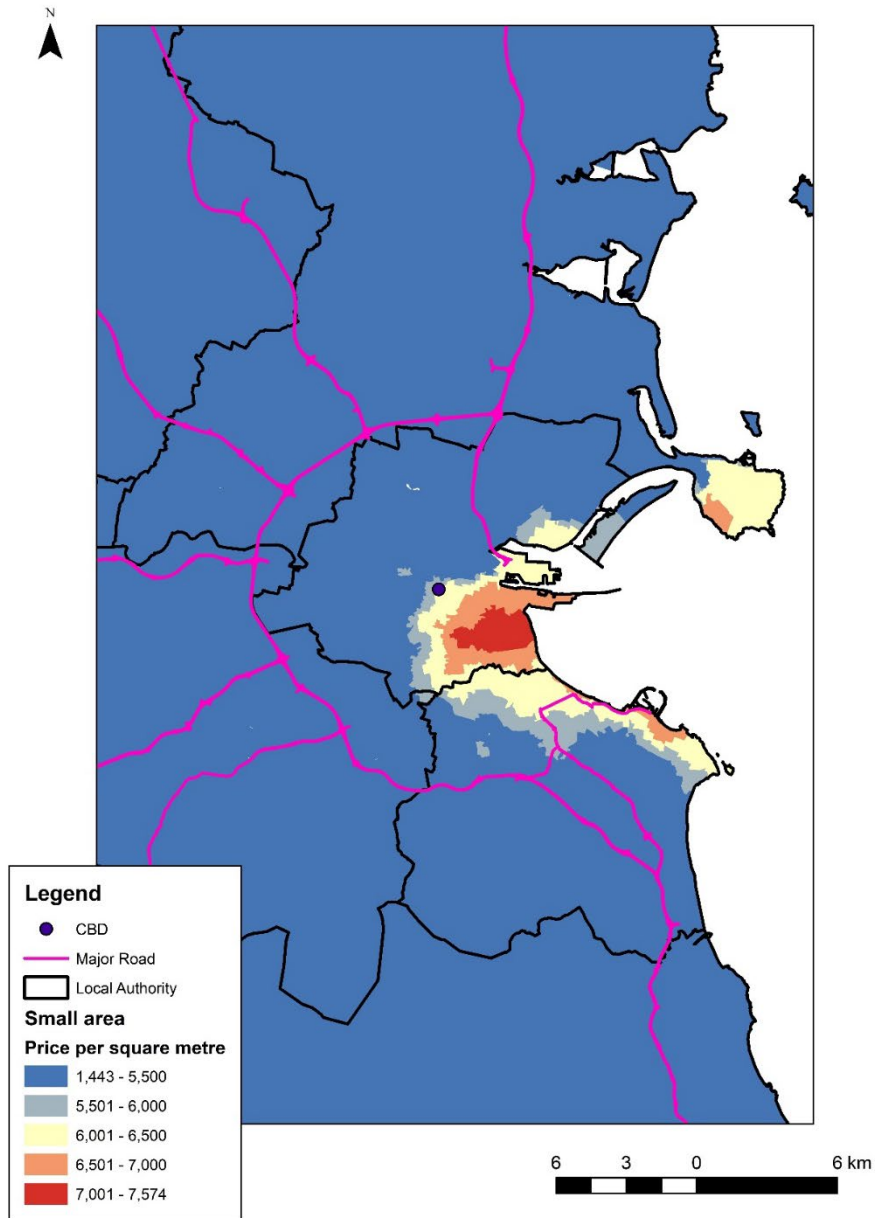 N
Legend
CBD
Major Road
Local Authority
Small area
Price per square metre
1,443 - 5,500
5,501 - 6,000
6,001 - 6,500
6,501 - 7,000
7,001 - 7,574
6 3 0 6 km